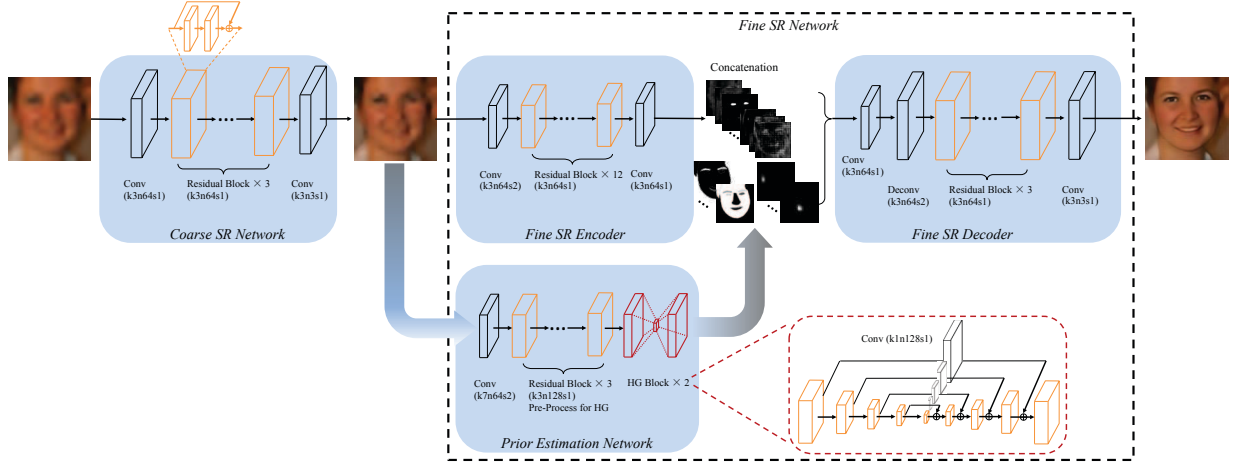 Fine SR Network
Concatenation
Conv
(k3n64s1)
Residual Block × 3
(k3n64s1)
Conv
(k3n3s1)
Coarse SR Network
Conv
(k3n64s2)
Residual Block × 12
(k3n64s1)
Conv
(k3n64s1)
Fine SR Encoder
Conv
(k3n64s1)
Deconv
(k3n64s2)
Residual Block × 3
(k3n64s1)
Conv
(k3n3s1)
Fine SR Decoder
Conv
(k7n64s2)
Residual Block × 3
(k3n128s1)
Pre-Process for HG
HG Block × 2
Prior Estimation Network
Conv (k1n128s1)